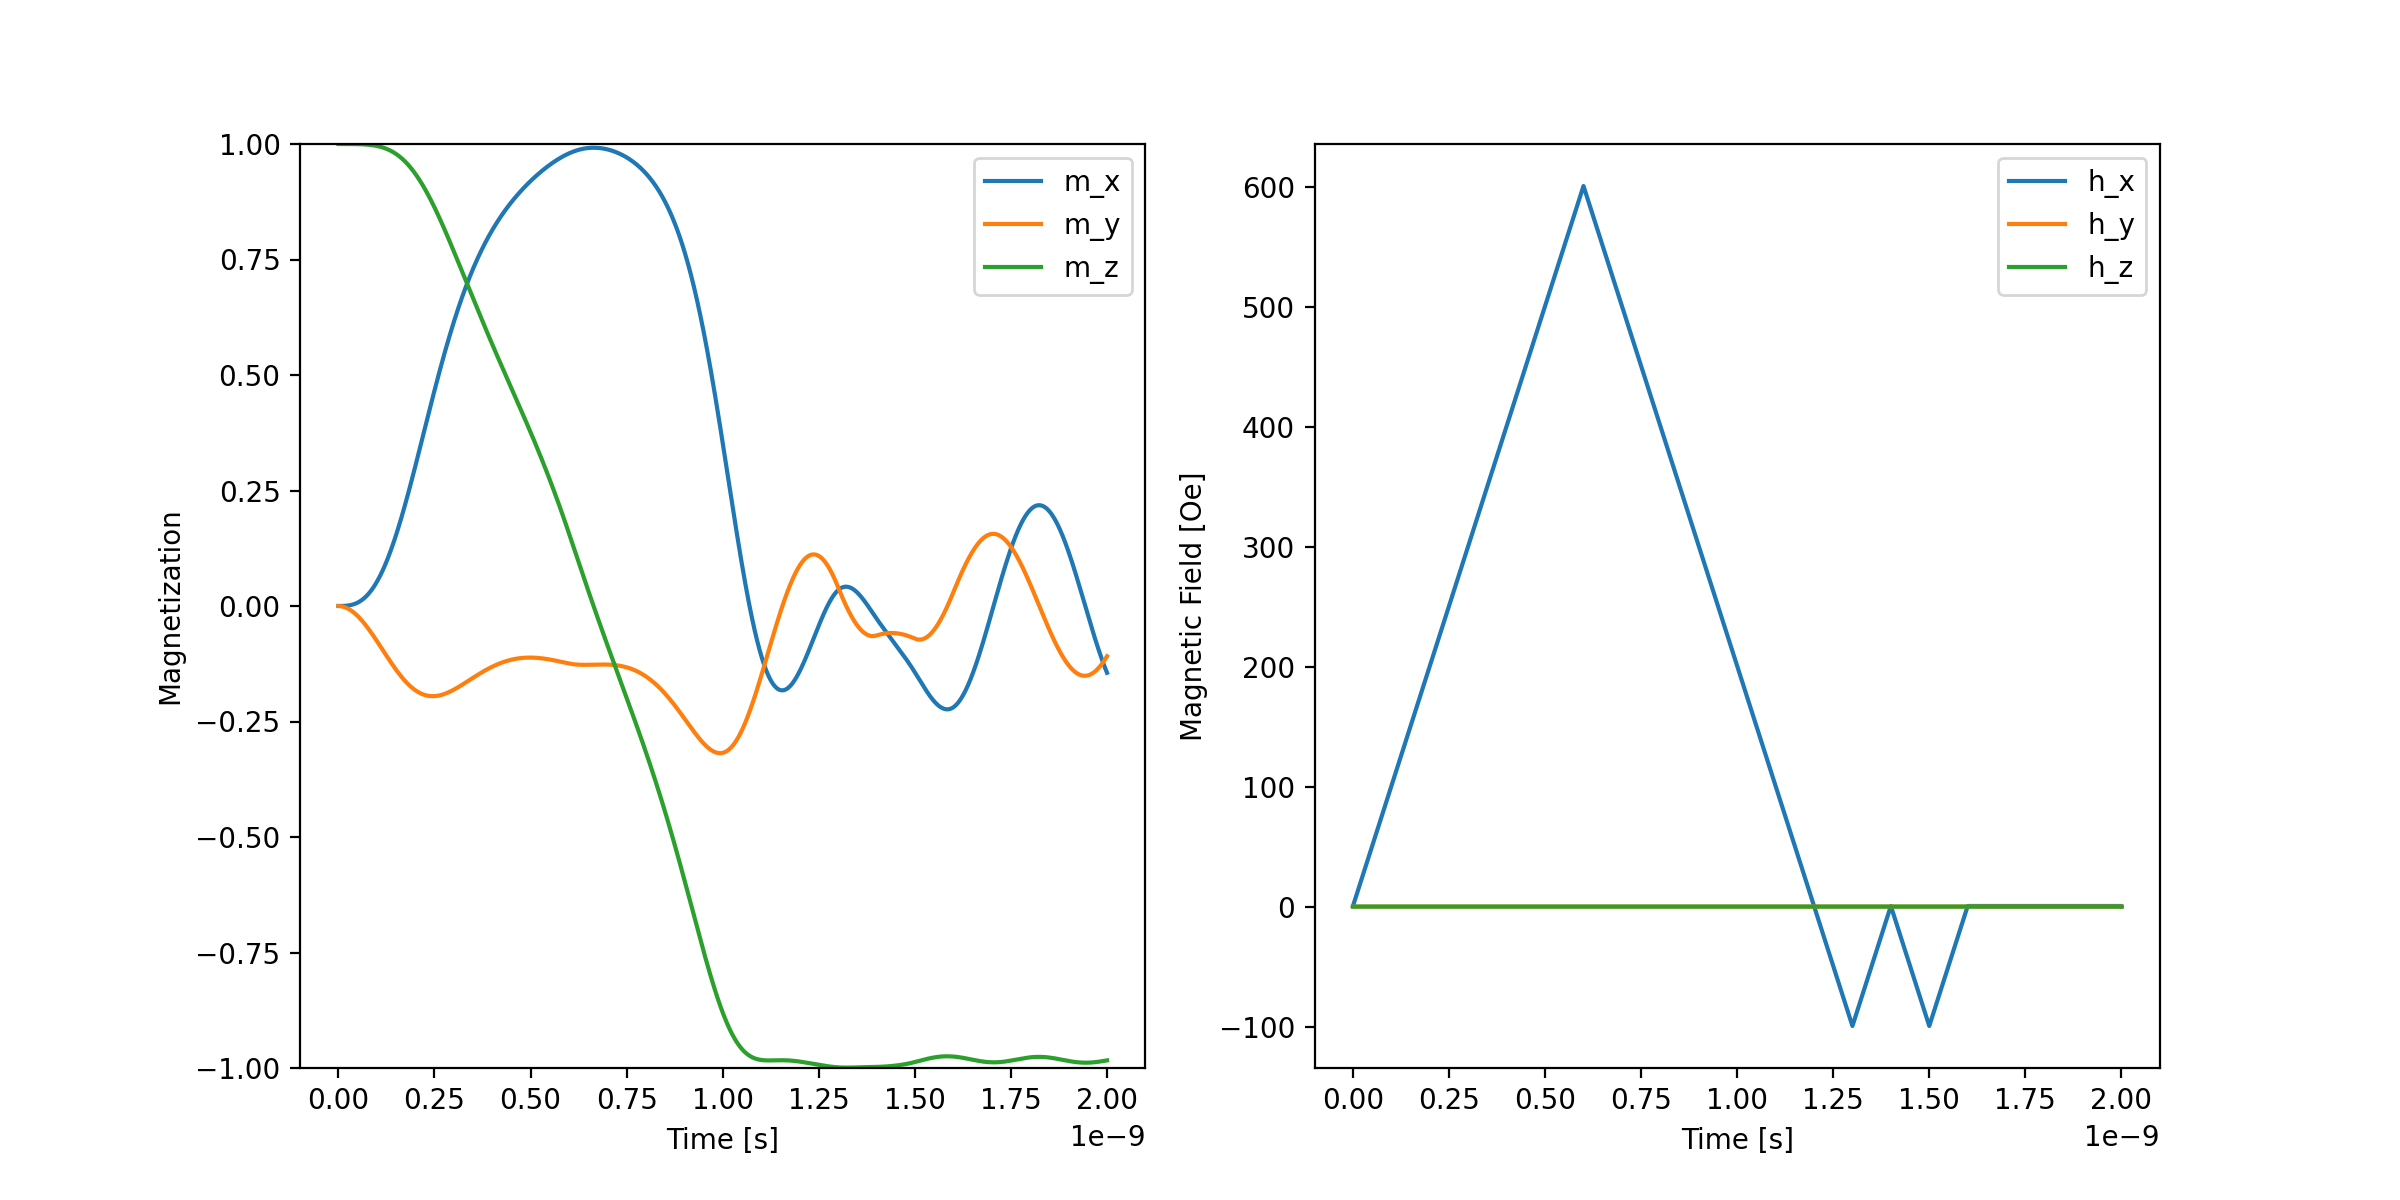 1.00
0.75
0.50
0.25
0.00
−0.25
−0.50
−0.75
−1.00
Magnetization
m_x
m_y
m_z
0.00 0.25 0.50 0.75 1.00 1.25 1.50 1.75 2.00
Time [s]
1e−9
600
500
400
300
200
100
0
−100
Magnetic Field [Oe]
h_x
h_y
h_z
0.00 0.25 0.50 0.75 1.00 1.25 1.50 1.75 2.00
Time [s]
1e−9